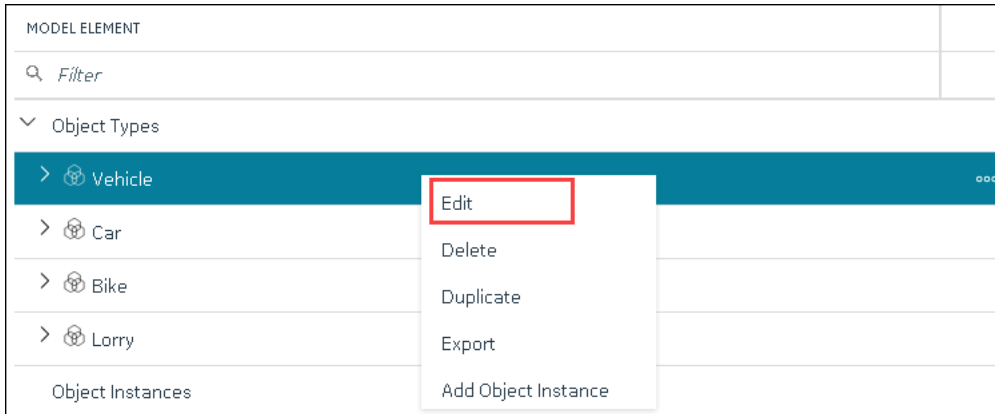 MODEL ELEMENT
Filter
Object Types
Vehicle
Edit
Car
Delete
Bike
Duplicate
Lorry
Export
Object Instances
Add Object Instance